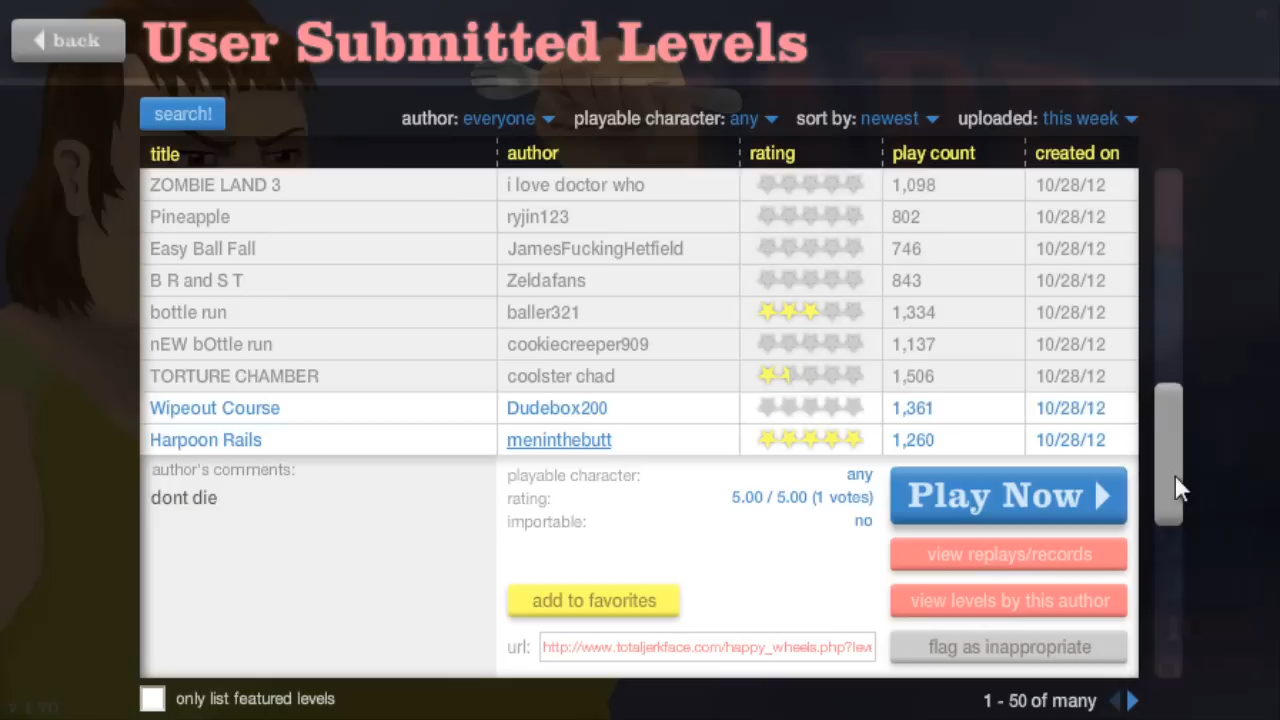 back
User Submitted Levels
search!
author: everyone playable character: any sort by: newest uploaded: this week
title author rating play count created on
ZOMBIE LAND 3 i love doctor who 1,098 10/28/12
Pineapple ryjin123 802 10/28/12
Easy Ball Fall JamesFuckingHetfield 746 10/28/12
B R and S T Zeldafans 843 10/28/12
bottle run baller321 1,334 10/28/12
nEW bOttle run cookiecreeper909 1,137 10/28/12
TORTURE CHAMBER coolster chad 1,506 10/28/12
Wipeout Course Dudebox200 1,361 10/28/12
Harpoon Rails meninthebutt 1,260 10/28/12
author's comments:
dont die
playable character: any
rating: 5.00 / 5.00 (1 votes)
importable: no
add to favorites
url: http://www.totaljerkface.com/happy_wheels.php?leve
Play Now
view replays/records
view levels by this author
flag as inappropriate
only list featured levels
1 - 50 of many